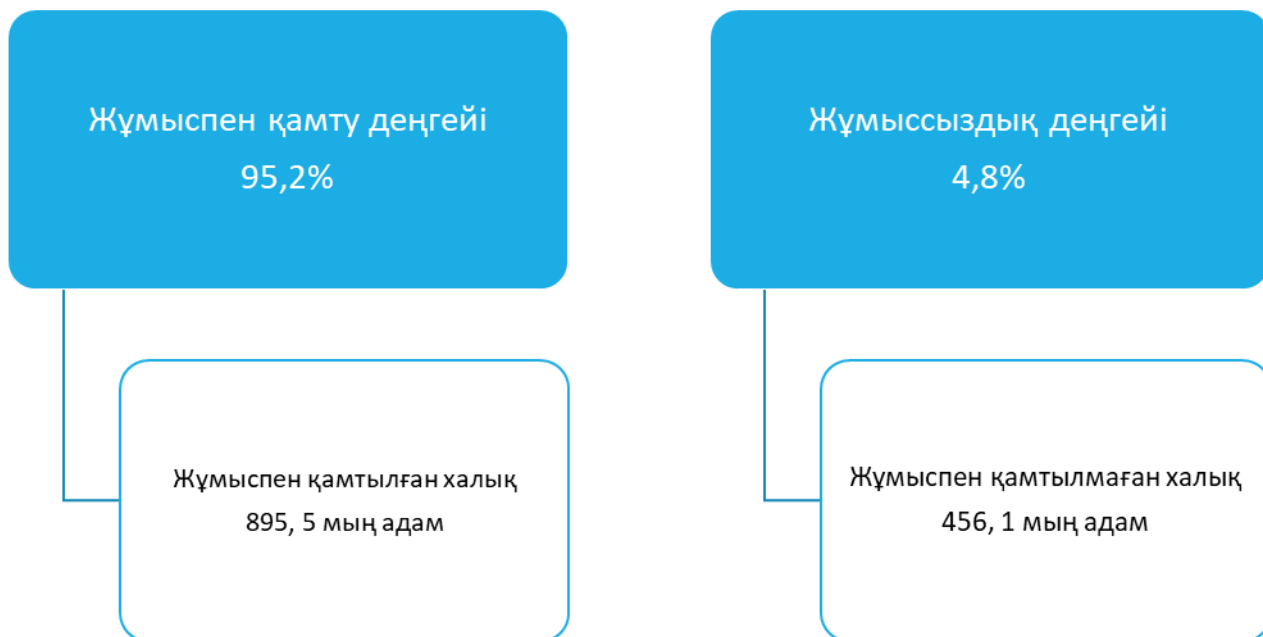 Жұмыспен қамту деңгейі
95,2%
Жұмыспен қамтылған халық
895, 5 мың адам
Жұмыссыздық деңгейі
4,8%
Жұмыспен қамтылмаған халық
456, 1 мың адам